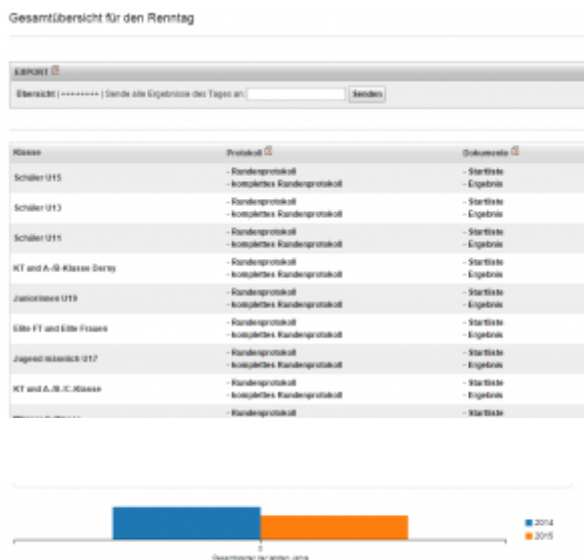 Gesamtübersicht für den Renntag
EXPORT
Übersicht | Sende alle Ergebnisse des Tages an: Senden
Klasse Protokoll Dokumente
Schüler U15 - Rundenprotokoll - Startliste
- komplettes Rundenprotokoll - Ergebnis
Schüler U13 - Rundenprotokoll - Startliste
- komplettes Rundenprotokoll - Ergebnis
Schüler U11 - Rundenprotokoll - Startliste
- komplettes Rundenprotokoll - Ergebnis
KT und A-/B-Klasse Derny - Rundenprotokoll - Startliste
- komplettes Rundenprotokoll - Ergebnis
Juniorinnen U19 - Rundenprotokoll - Startliste
- komplettes Rundenprotokoll - Ergebnis
Elite FT und Elite Frauen - Rundenprotokoll - Startliste
- komplettes Rundenprotokoll - Ergebnis
Jugend männlich U17 - Rundenprotokoll - Startliste
- komplettes Rundenprotokoll - Ergebnis
KT und A-/B-/C-Klasse - Rundenprotokoll - Startliste
- komplettes Rundenprotokoll - Ergebnis
- Rundenprotokoll - Startliste
2014
2015
0